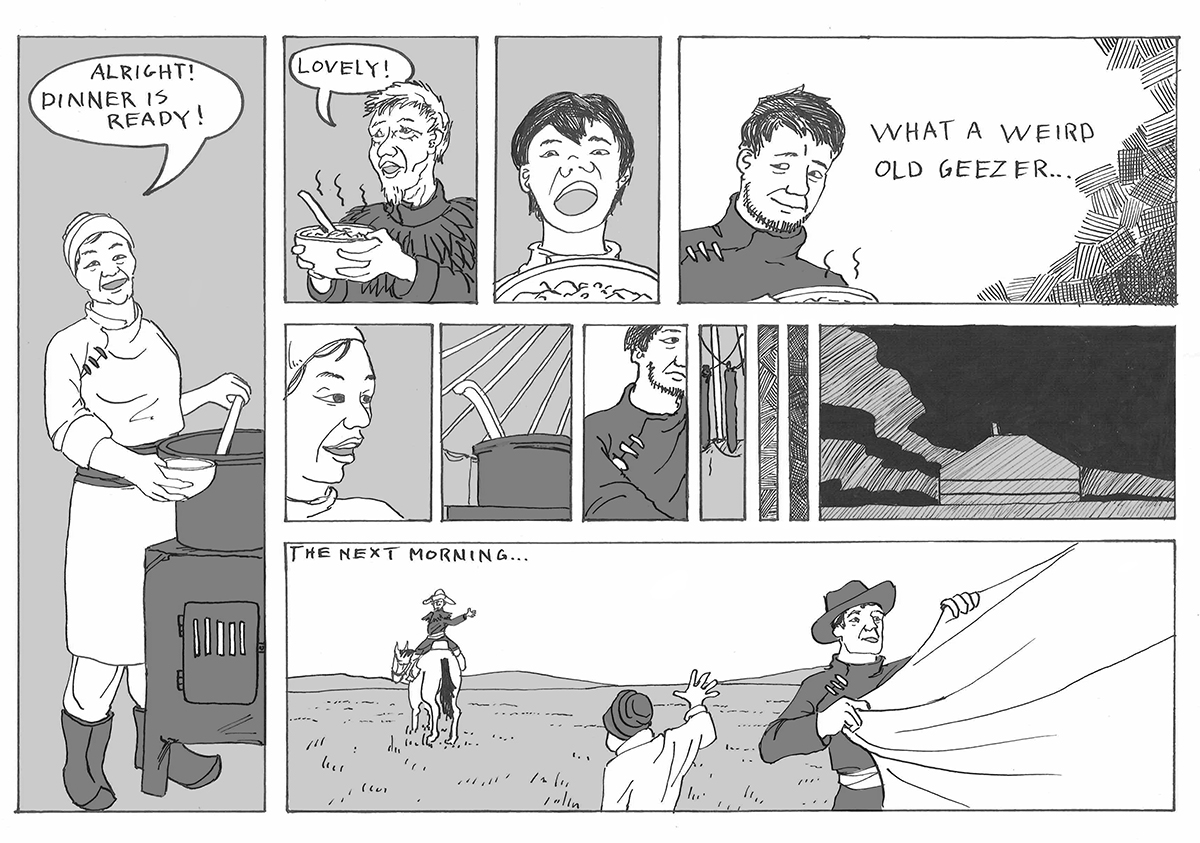 ALRIGHT!
DINNER IS
READY!
LOVELY!
WHAT A WEIRD
OLD GEEZER...
THE NEXT MORNING...